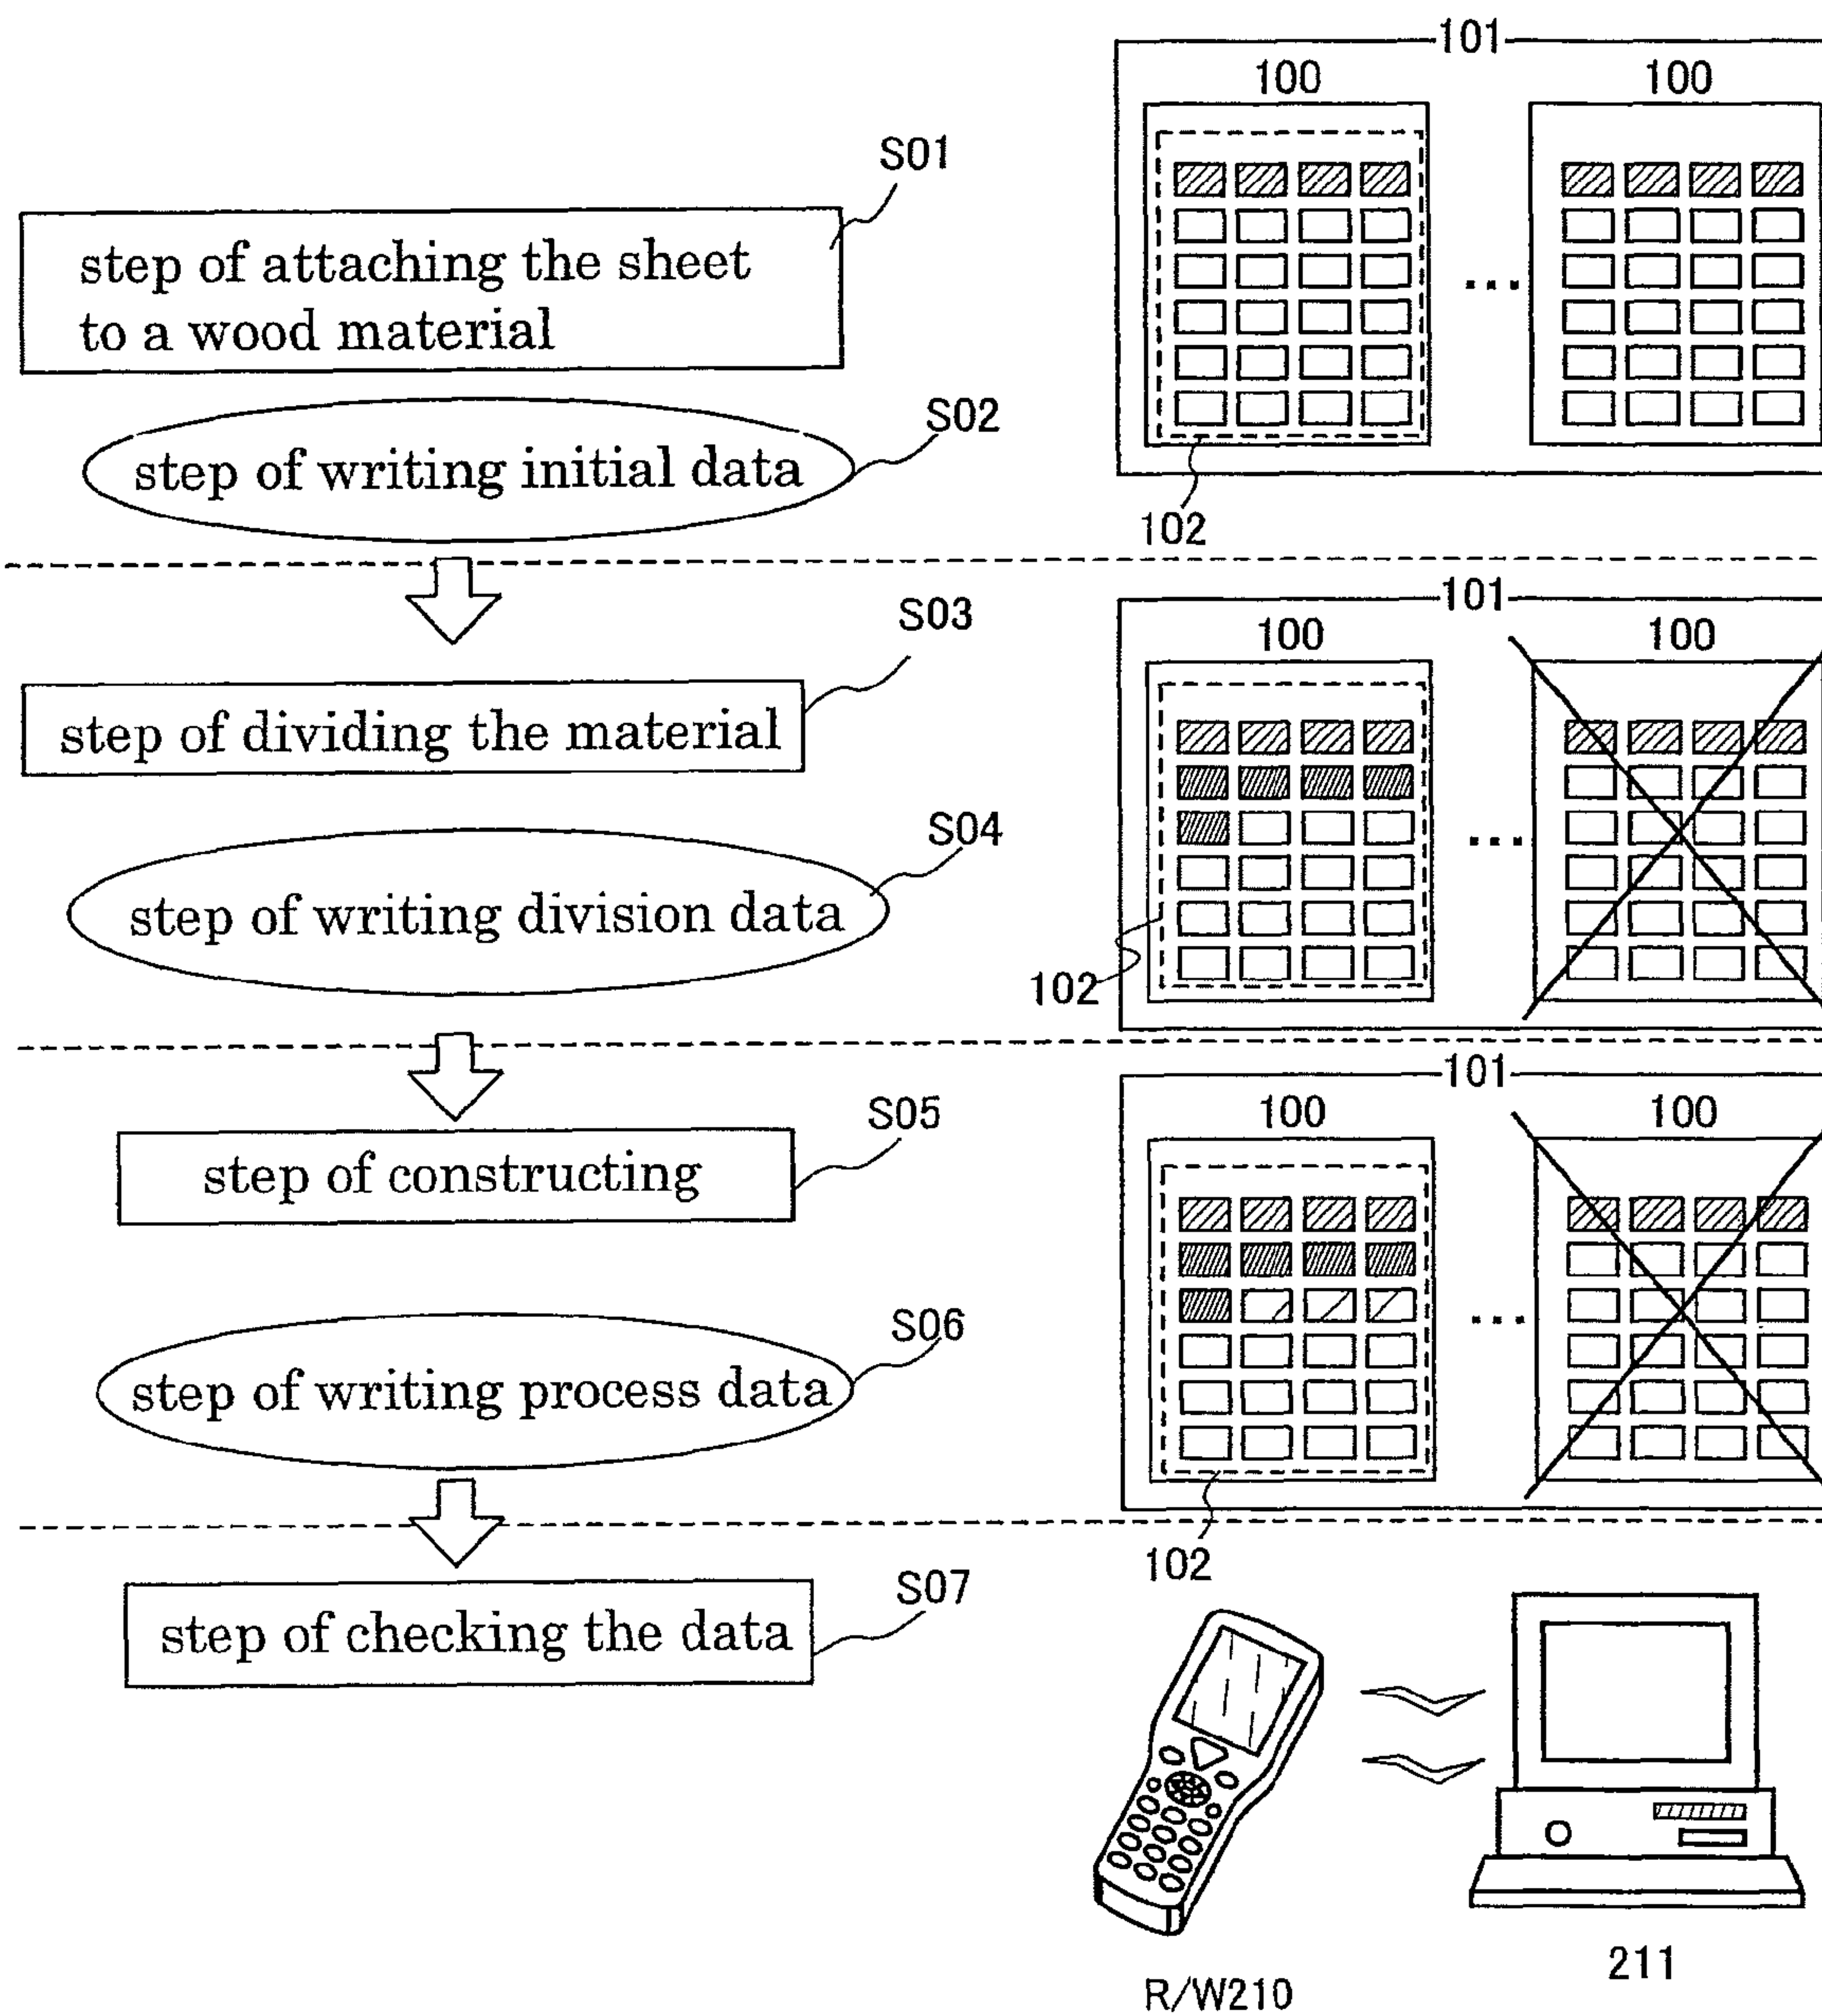 101
100 100
S01
step of attaching the sheet
to a wood material
...
S02
step of writing initial data
102
101
S03
100 100
step of dividing the material
S04
...
step of writing division data
102
101
S05
100 100
step of constructing
S06
...
step of writing process data
102
S07
step of checking the data
211
R/W210